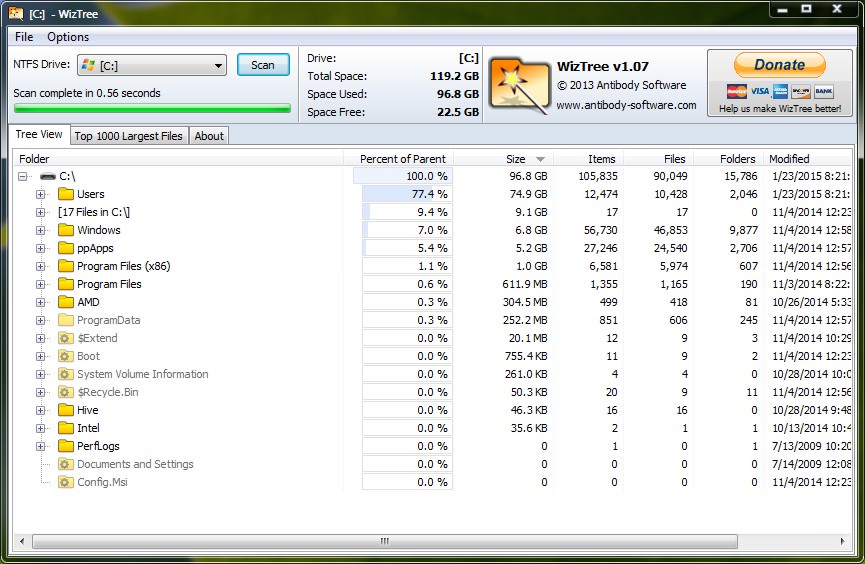 [C:] - WizTree
File Options
NTFS Drive: [C:] Scan
Scan complete in 0.56 seconds
Drive: [C:]
Total Space: 119.2 GB
Space Used: 96.8 GB
Space Free: 22.5 GB
WizTree v1.07
© 2013 Antibody Software
www.antibody-software.com
Donate
VISA BANK
Help us make WizTree better!
Tree View Top 1000 Largest Files About
Folder Percent of Parent Size Items Files Folders Modified
C:\ 100.0 % 96.8 GB 105,835 90,049 15,786 1/23/2015 8:21:
Users 77.4 % 74.9 GB 12,474 10,428 2,046 1/23/2015 8:21:
[17 Files in C:\] 9.4 % 9.1 GB 17 17 0 11/4/2014 12:23
Windows 7.0 % 6.8 GB 56,730 46,853 9,877 11/4/2014 12:58
ppApps 5.4 % 5.2 GB 27,246 24,540 2,706 11/4/2014 12:57
Program Files (x86) 1.1 % 1.0 GB 6,581 5,974 607 11/4/2014 12:56
Program Files 0.6 % 611.9 MB 1,355 1,165 190 11/3/2014 8:22:
AMD 0.3 % 304.5 MB 499 418 81 10/26/2014 5:33
ProgramData 0.3 % 252.2 MB 851 606 245 11/4/2014 12:57
$Extend 0.0 % 20.1 MB 12 9 3 11/4/2014 10:29
Boot 0.0 % 755.4 KB 11 9 2 11/4/2014 12:23
System Volume Information 0.0 % 261.0 KB 4 4 0 10/28/2014 10:0
$Recycle.Bin 0.0 % 50.3 KB 20 9 11 11/4/2014 12:56
Hive 0.0 % 46.3 KB 16 16 0 10/28/2014 9:48
Intel 0.0 % 35.6 KB 2 1 1 10/13/2014 10:4
PerfLogs 0.0 % 0 1 0 1 7/13/2009 10:20
Documents and Settings 0.0 % 0 0 0 0 7/14/2009 12:08
Config.Msi 0.0 % 0 0 0 0 11/4/2014 12:23